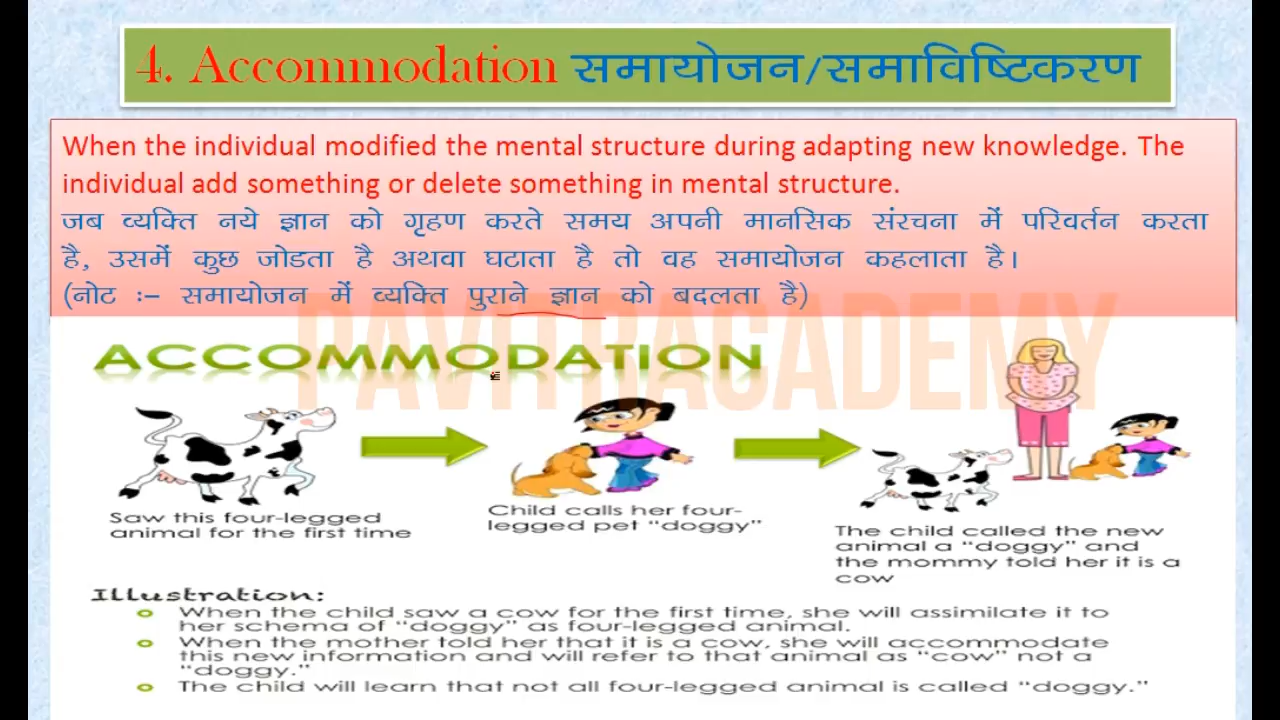 4. Accommodation समायोजन/समाविष्टिकरण
When the individual modified the mental structure during adapting new knowledge. The
individual add something or delete something in mental structure.
जब व्यक्ति नये ज्ञान को गृहण करते समय अपनी मानसिक संरचना में परिवर्तन करता
है, उसमें कुछ जोडता है अथवा घटाता है तो वह समायोजन कहलाता है।
(नोट :– समायोजन में व्यक्ति पुराने ज्ञान को बदलता है)
PAVITRACADEMY
ACCOMMODATION
Saw this four-legged
animal for the first time
Child calls her four-
legged pet "doggy"
The child called the new
animal a "doggy" and
the mommy told her it is a
cow
Illustration:
When the child saw a cow for the first time, she will assimilate it to
her schema of "doggy" as four-legged animal.
When the mother told her that it is a cow, she will accommodate
this new information and will refer to that animal as "cow" not a
"doggy."
The child will learn that not all four-legged animal is called "doggy."